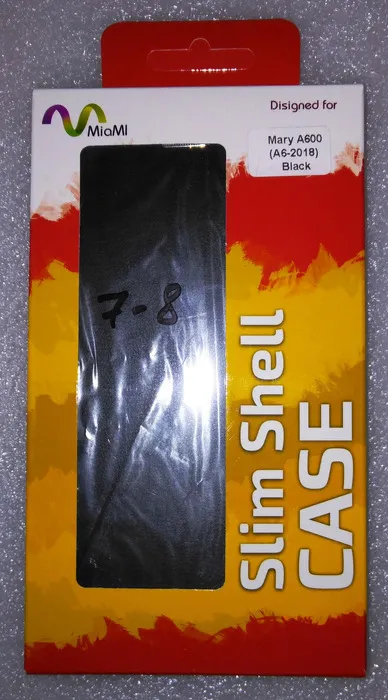 MiaMI
Disigned for
Mary A600
(A6-2018)
Black
7-8
Slim Shell
CASE